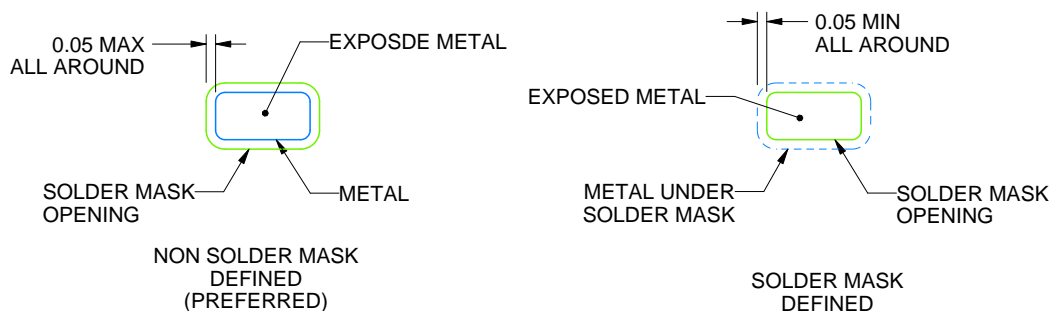 0.05 MAX
ALL AROUND
EXPOSDE METAL
SOLDER MASK
OPENING
METAL
NON SOLDER MASK
DEFINED
(PREFERRED)
0.05 MIN
ALL AROUND
EXPOSED METAL
METAL UNDER
SOLDER MASK
SOLDER MASK
OPENING
SOLDER MASK
DEFINED